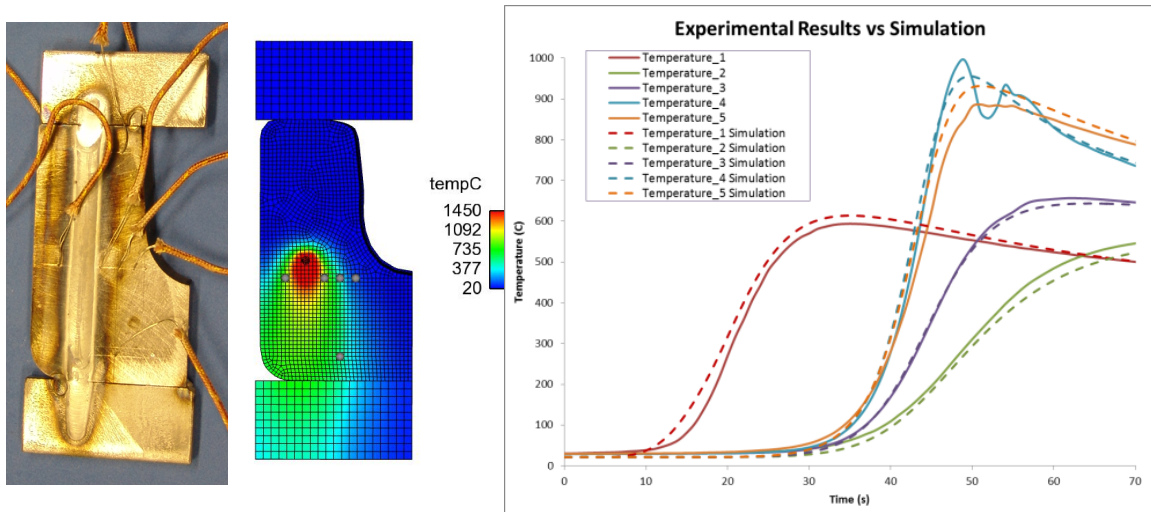 tempC
1450
1092
735
377
20
Experimental Results vs Simulation
Temperature_1
Temperature_2
Temperature_3
Temperature_4
Temperature_5
Temperature_1 Simulation
Temperature_2 Simulation
Temperature_3 Simulation
Temperature_4 Simulation
Temperature_5 Simulation
Temperature (C)
1000
900
800
700
600
500
400
300
200
100
0
0 10 20 30 40 50 60 70
Time (s)